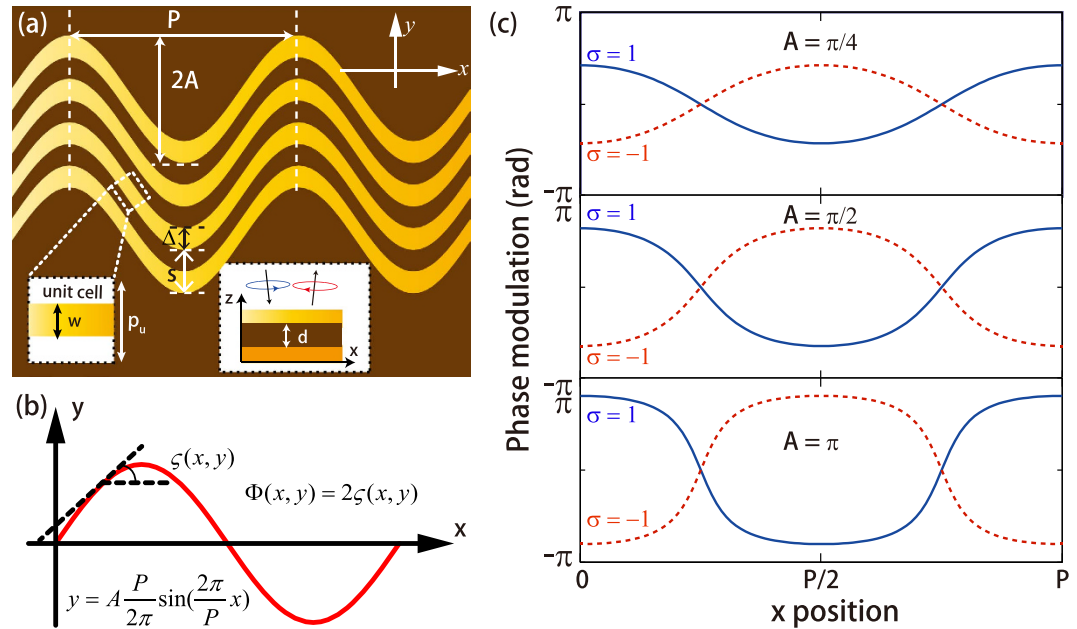 (a)
P
y
x
2A
Δ
s
unit cell
w
p_u
z
d
x
(b)
y
ς(x, y)
Φ(x, y) = 2ς(x, y)
x
y = A P/2π sin(2π/P x)
(c)
Phase modulation (rad)
π
σ = 1
A = π/4
σ = −1
−π
π
σ = 1
A = π/2
σ = −1
−π
π
σ = 1
A = π
σ = −1
−π
0
P/2
P
x position